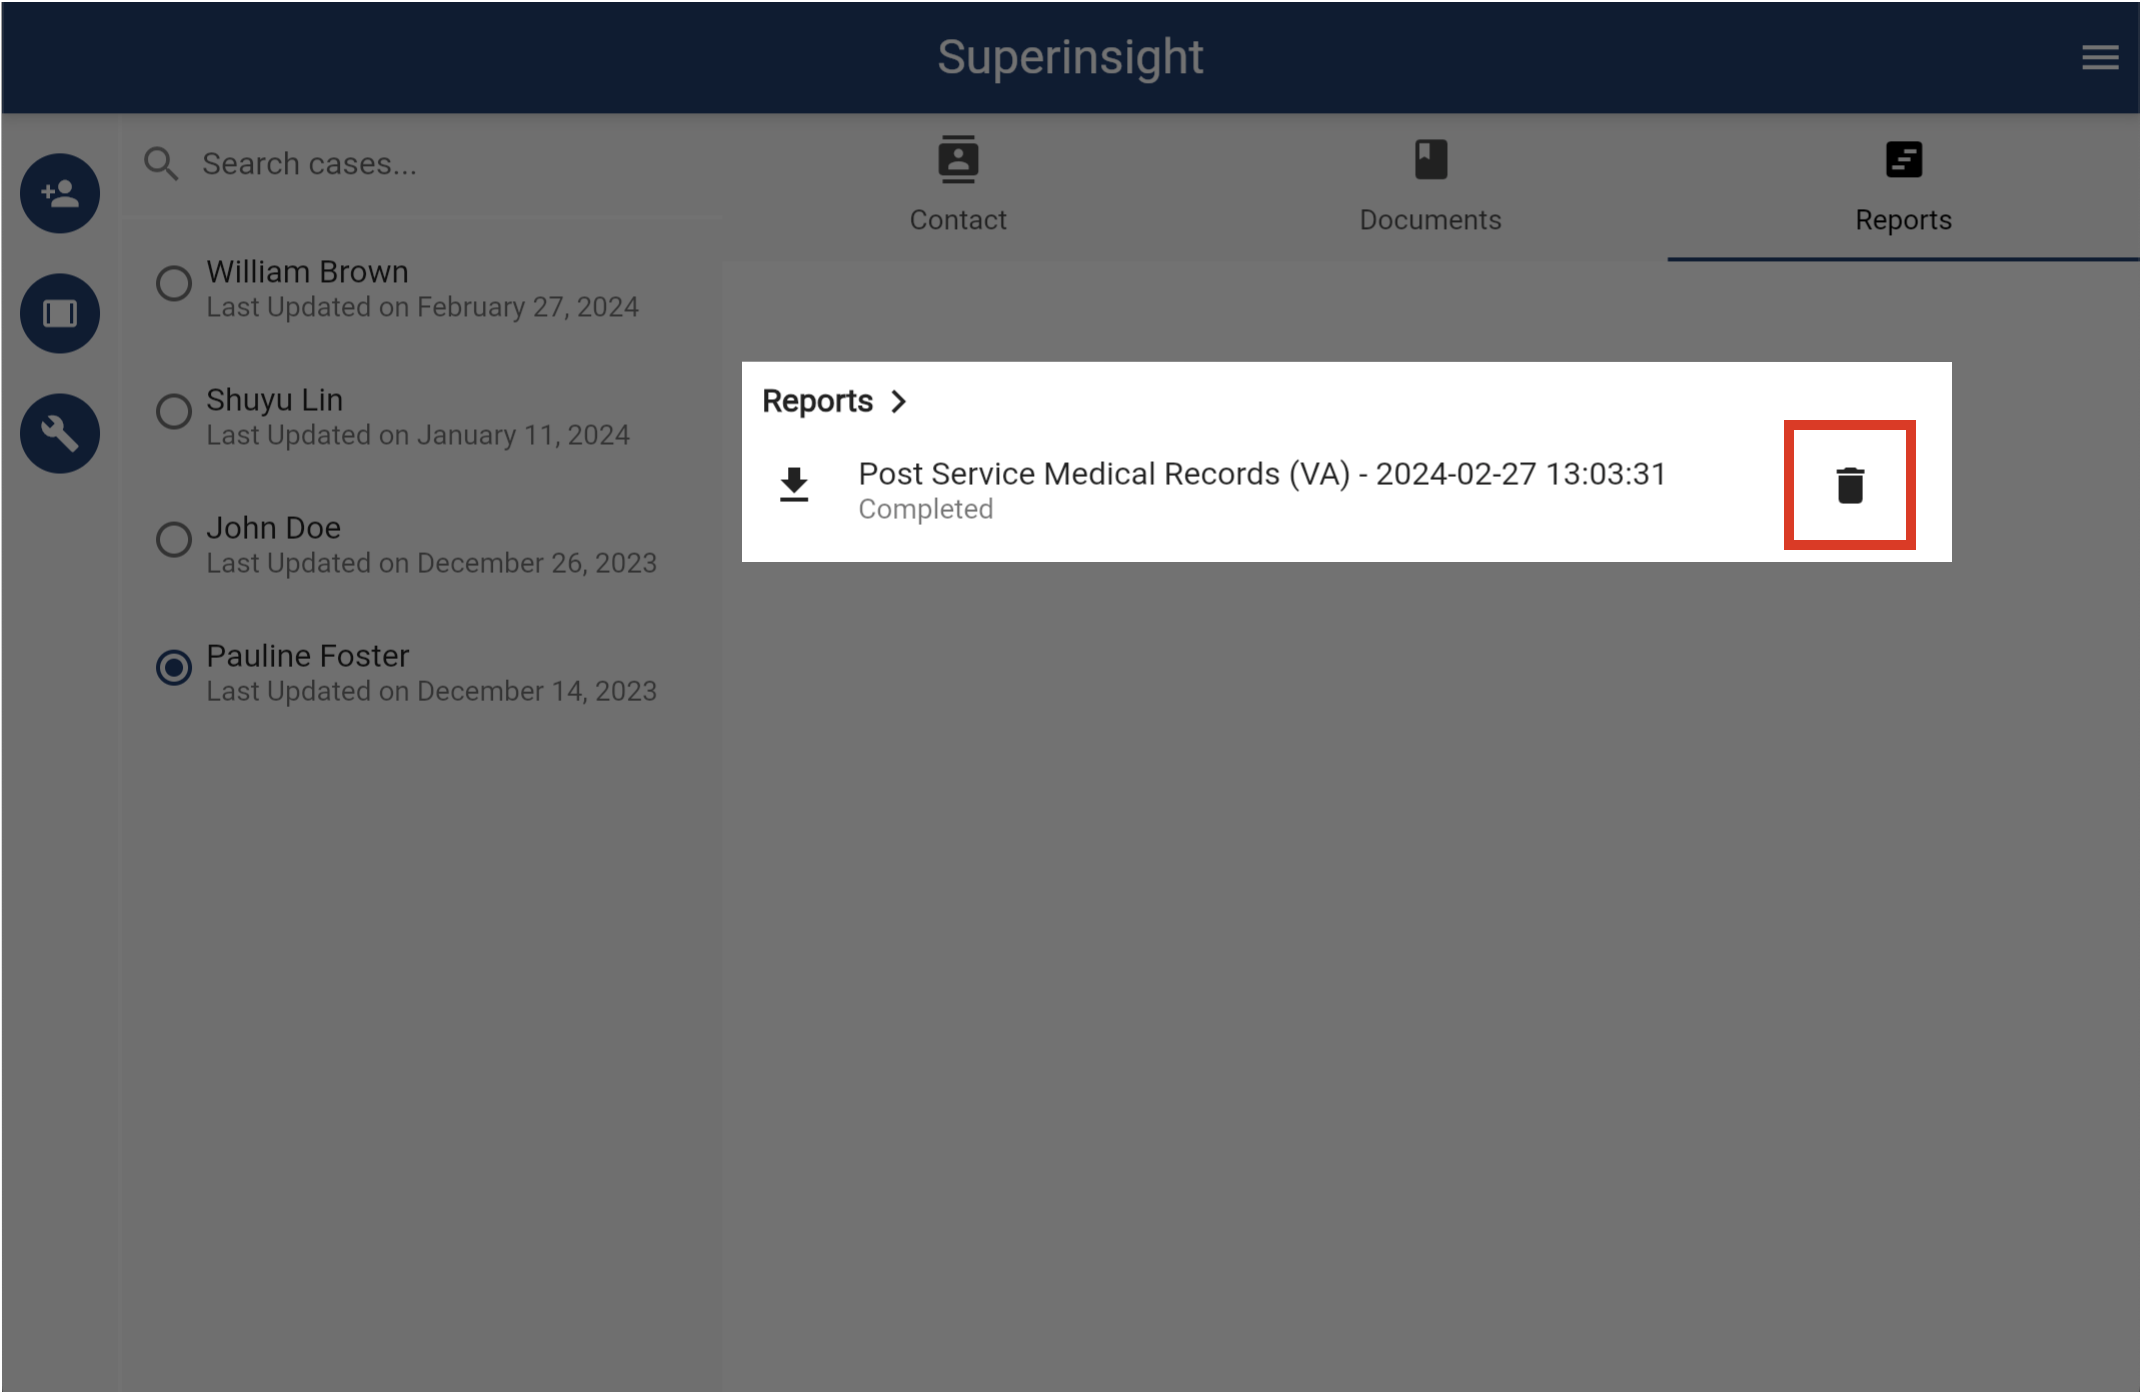 Superinsight
Search cases...
Contact
Documents
Reports
William Brown
Last Updated on February 27, 2024
Shuyu Lin
Last Updated on January 11, 2024
John Doe
Last Updated on December 26, 2023
Pauline Foster
Last Updated on December 14, 2023
Reports
Post Service Medical Records (VA) - 2024-02-27 13:03:31
Completed